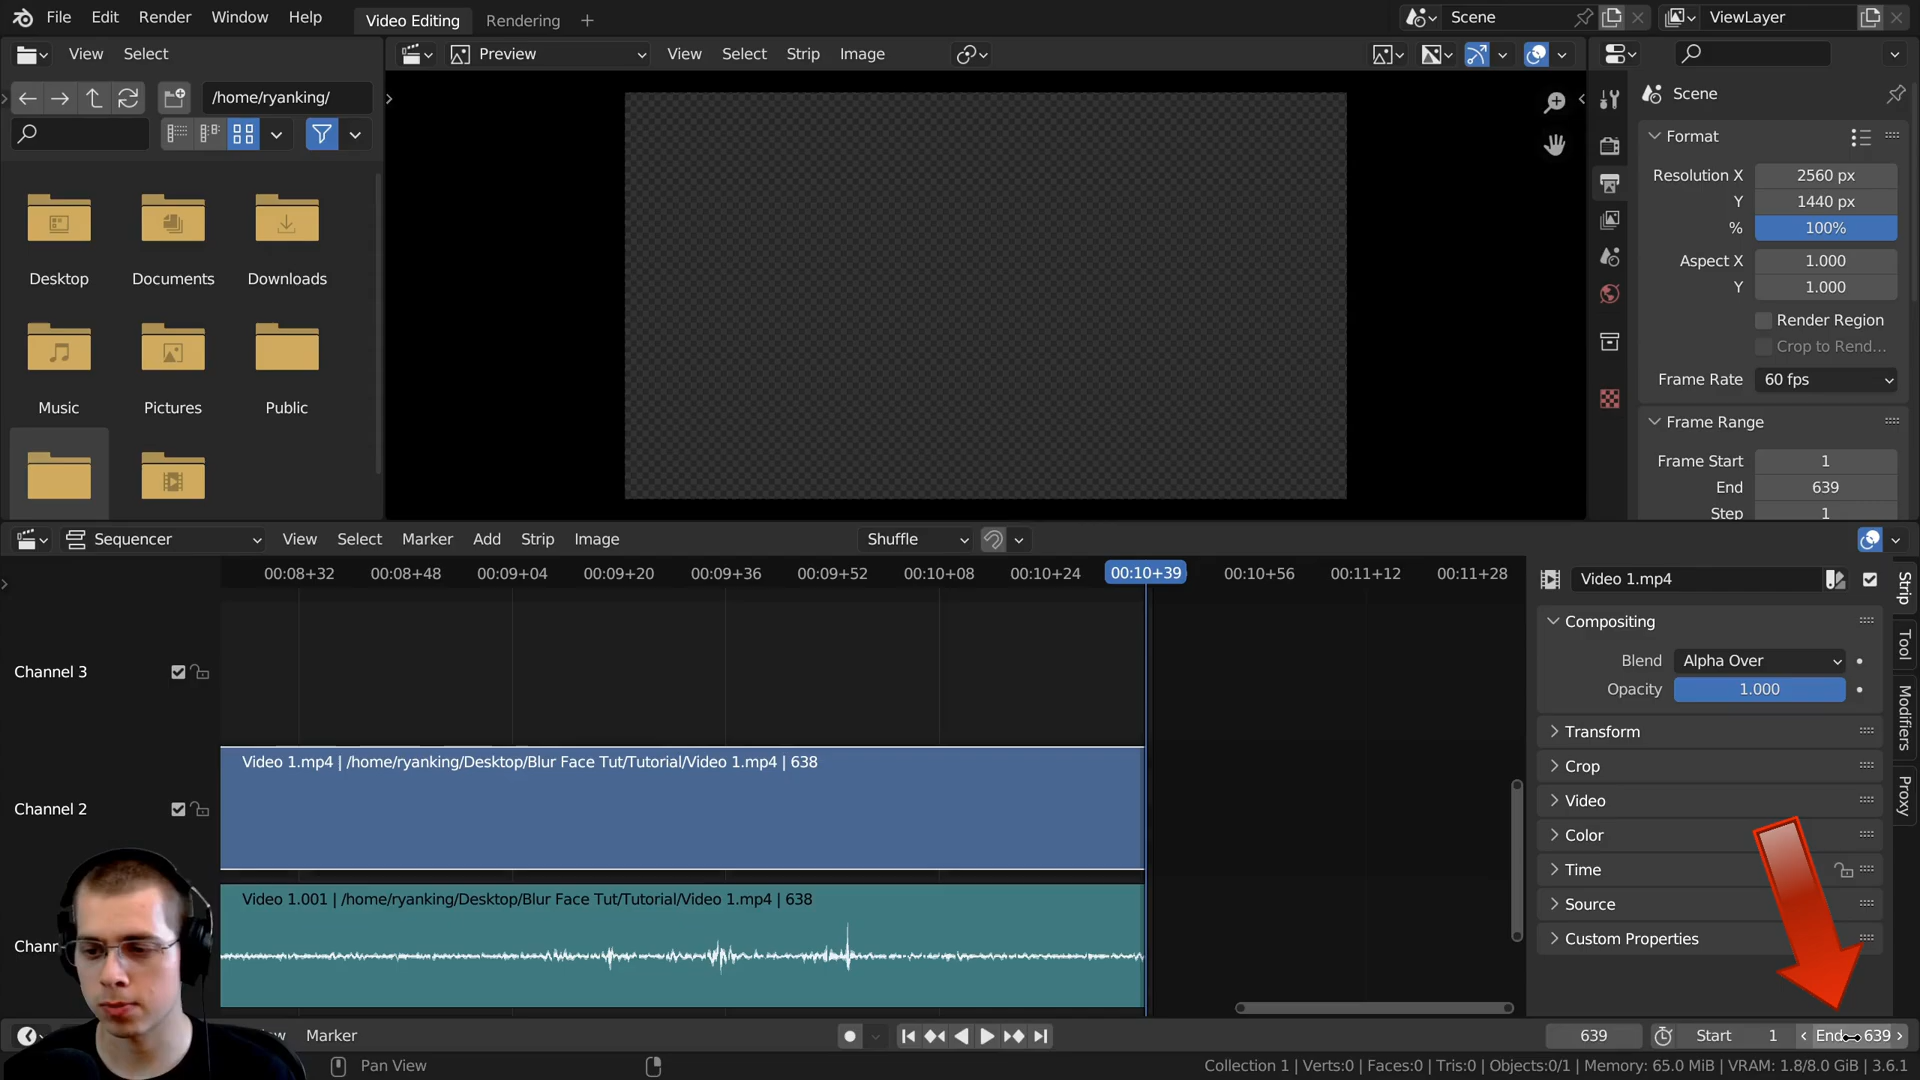 File Edit Render Window Help Video Editing Rendering + Scene ViewLayer
View Select Preview View Select Strip Image
/home/ryanking/
Scene
Format
Resolution X 2560 px
Y 1440 px
% 100%
Aspect X 1.000
Y 1.000
Render Region
Crop to Rend...
Frame Rate 60 fps
Frame Range
Frame Start 1
End 639
Step 1
Desktop Documents Downloads
Music Pictures Public
Sequencer View Select Marker Add Strip Image Shuffle
00:08+32 00:08+48 00:09+04 00:09+20 00:09+36 00:09+52 00:10+08 00:10+24 00:10+39 00:10+56 00:11+12 00:11+28
Channel 3
Video 1.mp4 | /home/ryanking/Desktop/Blur Face Tut/Tutorial/Video 1.mp4 | 638
Channel 2
Video 1.001 | /home/ryanking/Desktop/Blur Face Tut/Tutorial/Video 1.mp4 | 638
Chann
Video 1.mp4
Compositing
Blend Alpha Over
Opacity 1.000
Transform
Crop
Video
Color
Time
Source
Custom Properties
Strip
Tool
Modifiers
Proxy
Marker 639 Start 1 End 639
Pan View Collection 1 | Verts:0 | Faces:0 | Tris:0 | Objects:0/1 | Memory: 65.0 MiB | VRAM: 1.8/8.0 GiB | 3.6.1